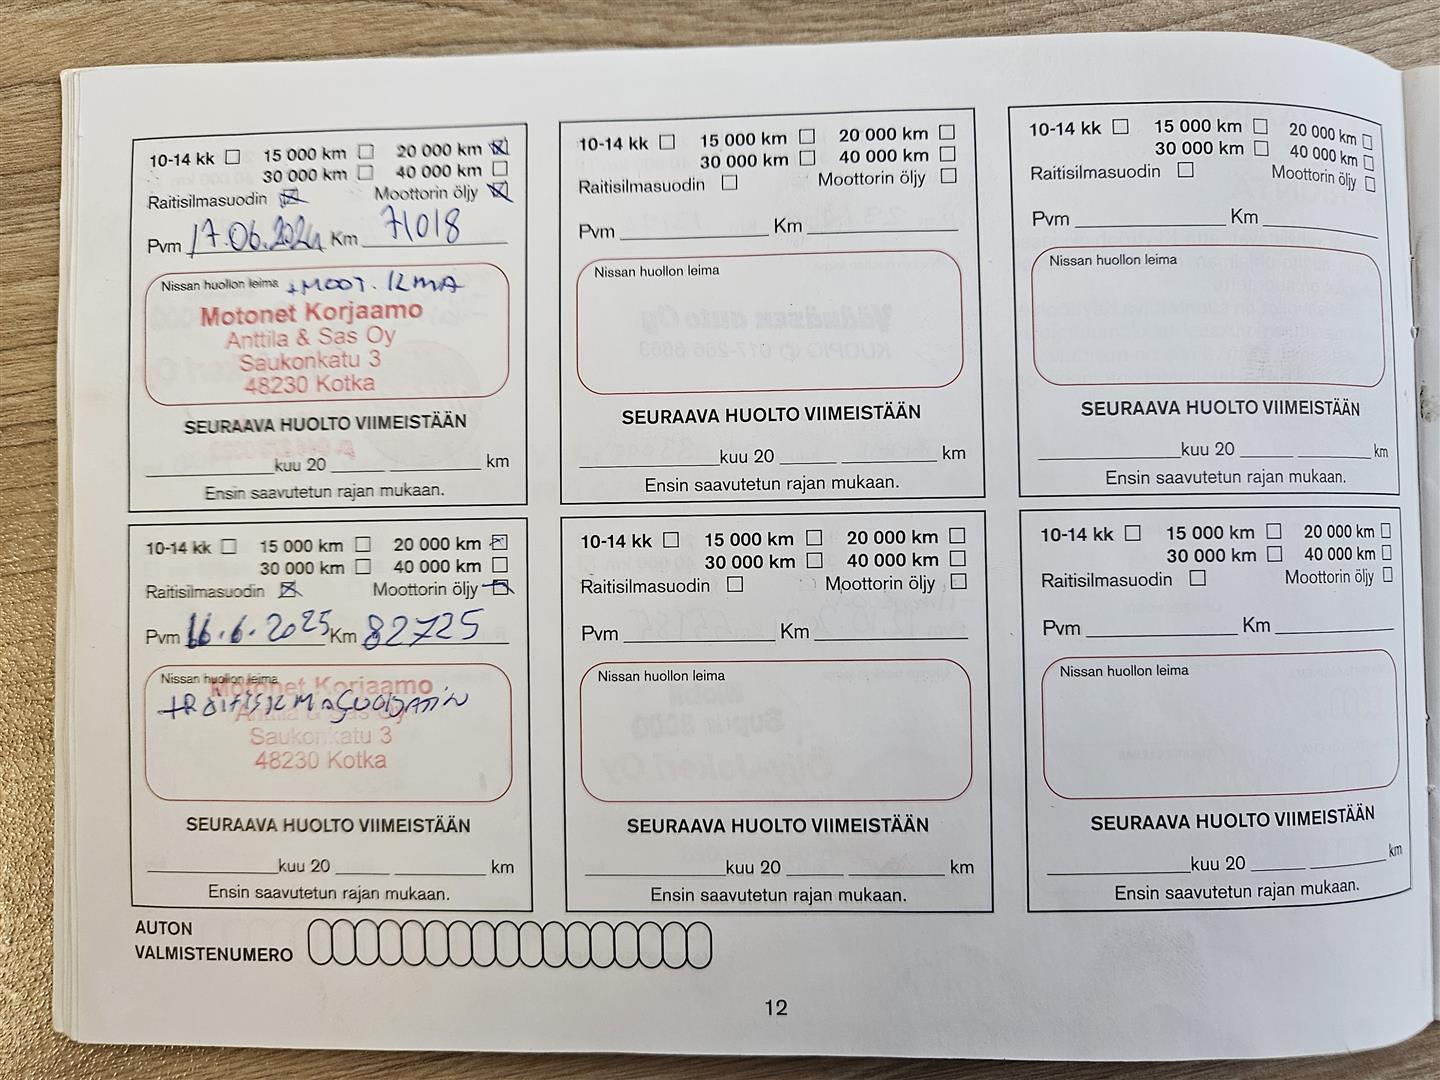 10-14 kk 15 000 km 20 000 km
30 000 km 40 000 km
Raitisilmasuodin Moottorin öljy
Pvm 17.06.2024 Km 71018
Nissan huollon leima +MOOT. ILMA
Motonet Korjaamo
Anttila & Sas Oy
Saukonkatu 3
48230 Kotka
SEURAAVA HUOLTO VIIMEISTÄÄN
kuu 20 km
Ensin saavutetun rajan mukaan.
10-14 kk 15 000 km 20 000 km
30 000 km 40 000 km
Raitisilmasuodin Moottorin öljy
Pvm Km
Nissan huollon leima
SEURAAVA HUOLTO VIIMEISTÄÄN
kuu 20 km
Ensin saavutetun rajan mukaan.
10-14 kk 15 000 km 20 000 km
30 000 km 40 000 km
Raitisilmasuodin Moottorin öljy
Pvm Km
Nissan huollon leima
SEURAAVA HUOLTO VIIMEISTÄÄN
kuu 20 km
Ensin saavutetun rajan mukaan.
10-14 kk 15 000 km 20 000 km
30 000 km 40 000 km
Raitisilmasuodin Moottorin öljy
Pvm 16.6.2025 Km 82725
Nissan huollon leima
Motonet Korjaamo
Anttila & Sas Oy
Saukonkatu 3
48230 Kotka
SEURAAVA HUOLTO VIIMEISTÄÄN
kuu 20 km
Ensin saavutetun rajan mukaan.
10-14 kk 15 000 km 20 000 km
30 000 km 40 000 km
Raitisilmasuodin Moottorin öljy
Pvm Km
Nissan huollon leima
SEURAAVA HUOLTO VIIMEISTÄÄN
kuu 20 km
Ensin saavutetun rajan mukaan.
10-14 kk 15 000 km 20 000 km
30 000 km 40 000 km
Raitisilmasuodin Moottorin öljy
Pvm Km
Nissan huollon leima
SEURAAVA HUOLTO VIIMEISTÄÄN
kuu 20 km
Ensin saavutetun rajan mukaan.
AUTON
VALMISTENUMERO
12